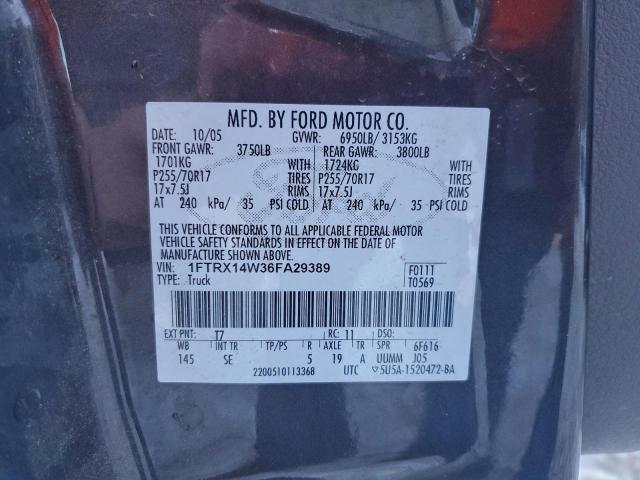 MFD. BY FORD MOTOR CO.
DATE: 10/05 GVWR: 6950LB/ 3153KG
FRONT GAWR: 3750LB REAR GAWR: 3800LB
1701KG WITH 1724KG WITH
P255/70R17 TIRES P255/70R17 TIRES
17x7.5J RIMS 17x7.5J RIMS
AT 240 kPa/ 35 PSI COLD AT 240 kPa/ 35 PSI COLD
THIS VEHICLE CONFORMS TO ALL APPLICABLE FEDERAL MOTOR
VEHICLE SAFETY STANDARDS IN EFFECT ON THE DATE OF
MANUFACTURE SHOWN ABOVE.
VIN: 1FTRX14W36FA29389 F0111
TYPE: Truck T0569
EXT PNT: T7 RC: 11 DSO:
WB INT TR TP/PS R AXLE TR SPR 6F616
145 SE 5 19 A UUMM J05
2200510113368 UTC 5U5A-1520472-BA